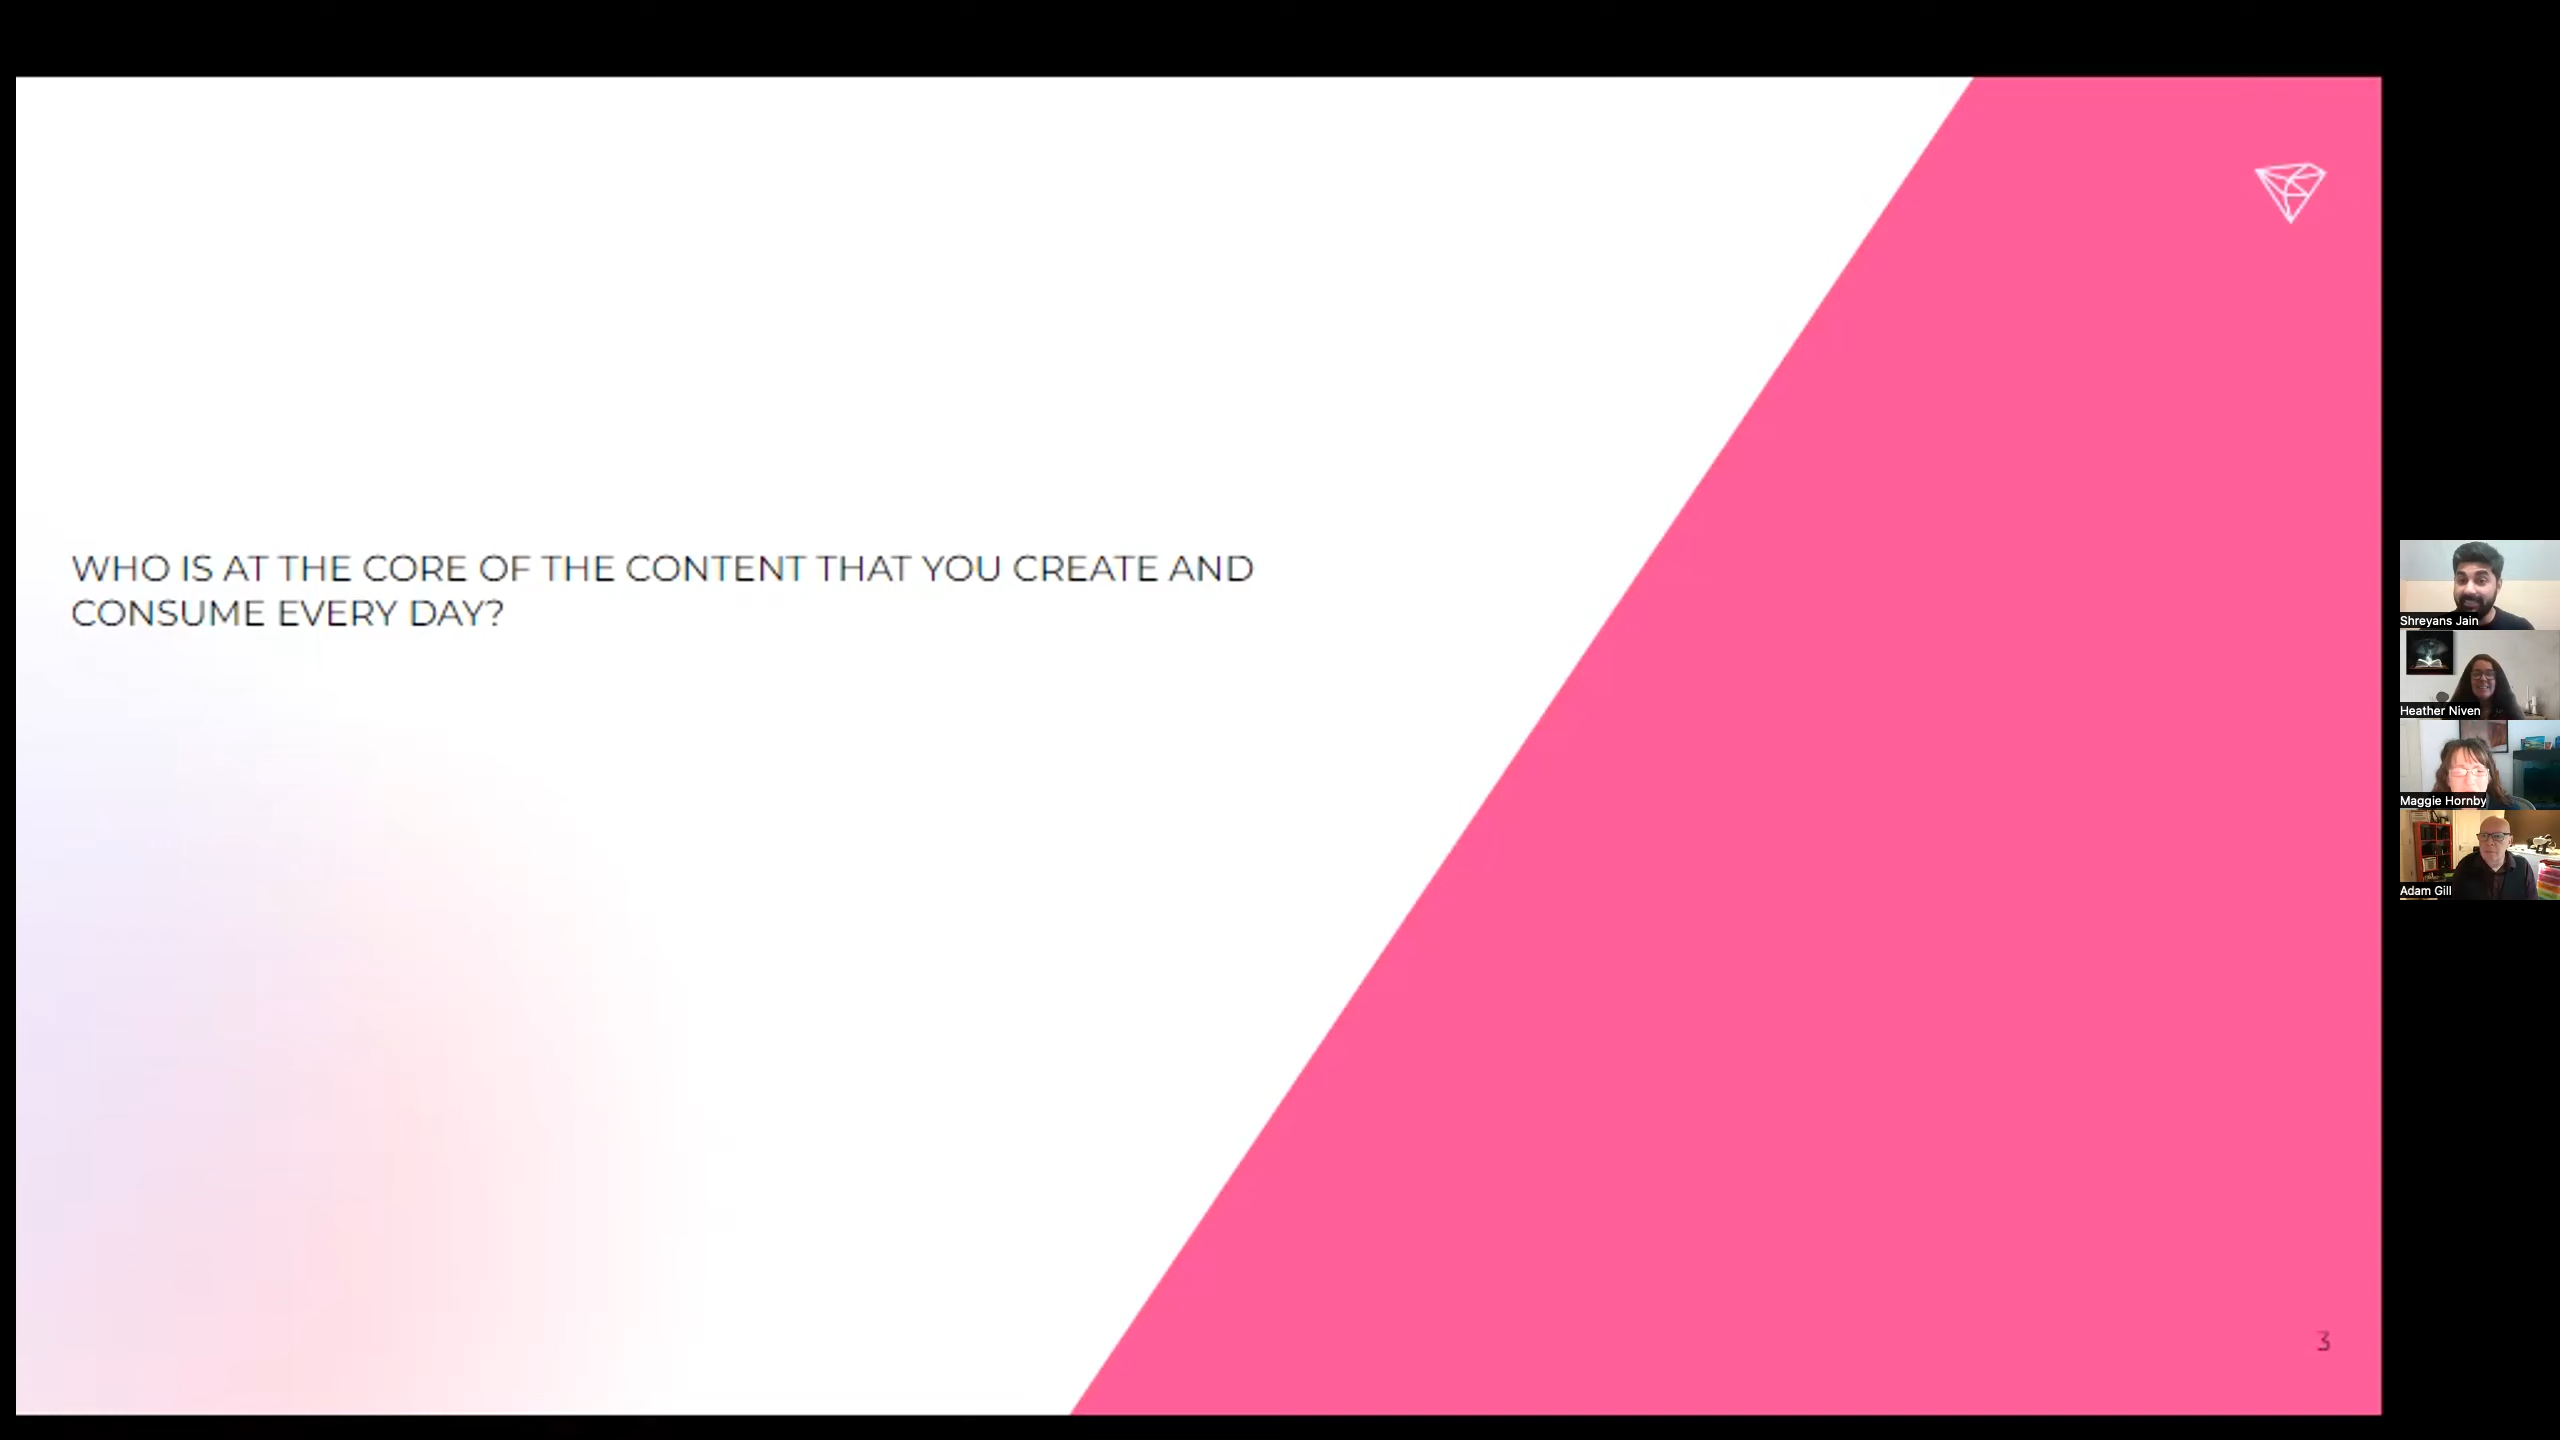 WHO IS AT THE CORE OF THE CONTENT THAT YOU CREATE AND
CONSUME EVERY DAY?
Shreyans Jain
Heather Niven
Maggie Hornby
Adam Gill
3